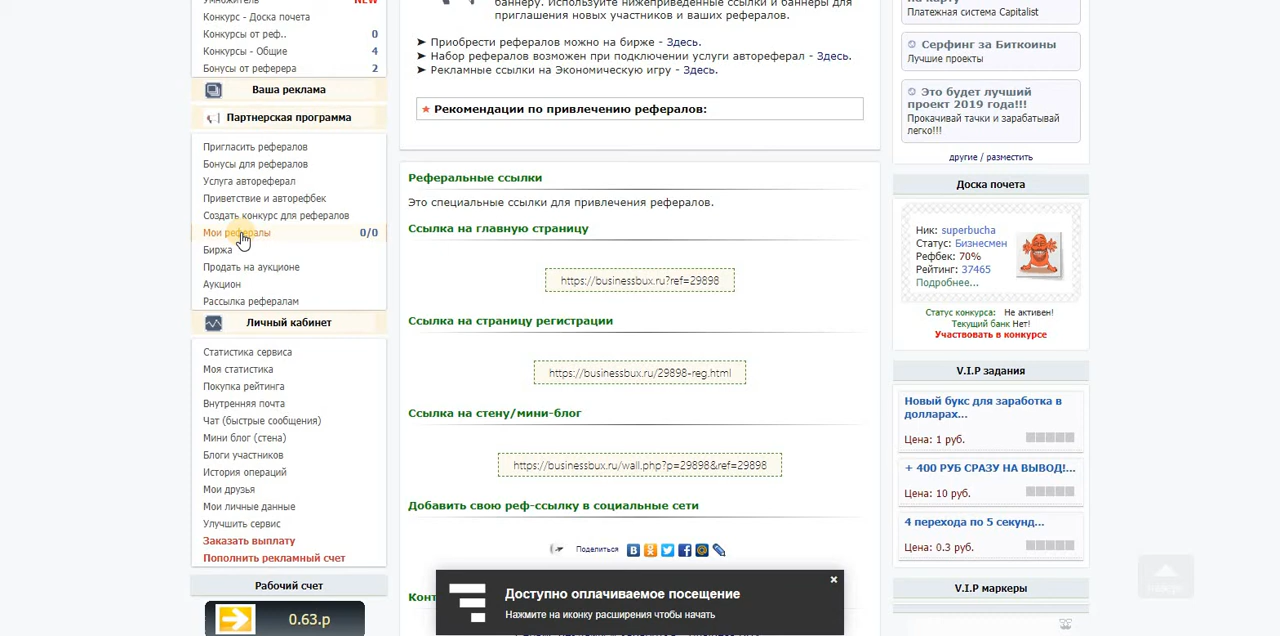 Умножитель NEW
Конкурс - Доска почета
Конкурсы от реф.. 0
Конкурсы - Общие 4
Бонусы от реферера 2
Ваша реклама
Партнерская программа
Пригласить рефералов
Бонусы для рефералов
Услуга автореферал
Приветствие и авторефбек
Создать конкурс для рефералов
Мои рефералы 0/0
Биржа
Продать на аукционе
Аукцион
Рассылка рефералам
Личный кабинет
Статистика сервиса
Моя статистика
Покупка рейтинга
Внутренняя почта
Чат (быстрые сообщения)
Мини блог (стена)
Блоги участников
История операций
Мои друзья
Мои личные данные
Улучшить сервис
Заказать выплату
Пополнить рекламный счет
Рабочий счет
0.63.р
баннеру. Используйте нижеприведенные ссылки и баннеры для
приглашения новых участников и ваших рефералов.
➤ Приобрести рефералов можно на бирже - Здесь.
➤ Набор рефералов возможен при подключении услуги автореферал - Здесь.
➤ Рекламные ссылки на Экономическую игру - Здесь.
★ Рекомендации по привлечению рефералов:
Реферальные ссылки
Это специальные ссылки для привлечения рефералов.
Ссылка на главную страницу
https://businessbux.ru?ref=29898
Ссылка на страницу регистрации
https://businessbux.ru/29898-reg.html
Ссылка на стену/мини-блог
https://businessbux.ru/wall.php?p=29898&ref=29898
Добавить свою реф-ссылку в социальные сети
Поделиться
Конт
Доступно оплачиваемое посещение
Нажмите на иконку расширения чтобы начать
на карту
Платежная система Capitalist
Серфинг за Биткоины
Лучшие проекты
Это будет лучший
проект 2019 года!!!
Прокачивай тачки и зарабатывай
легко!!!
другие / разместить
Доска почета
Ник: superbucha
Статус: Бизнесмен
Рефбек: 70%
Рейтинг: 37465
Подробнее...
Статус конкурса: Не активен!
Текущий банк Нет!
Участвовать в конкурсе
V.I.P задания
Новый букс для заработка в
долларах...
Цена: 1 руб.
+ 400 РУБ СРАЗУ НА ВЫВОД!...
Цена: 10 руб.
4 перехода по 5 секунд...
Цена: 0.3 руб.
V.I.P маркеры